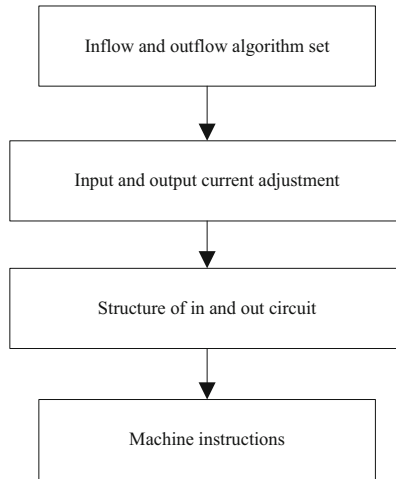 Inflow and outflow algorithm set
Input and output current adjustment
Structure of in and out circuit
Machine instructions